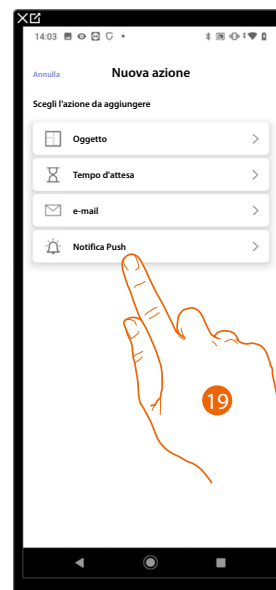 14:03
Annulla
Nuova azione
Scegli l'azione da aggiungere
Oggetto
Tempo d'attesa
e-mail
Notifica Push
19